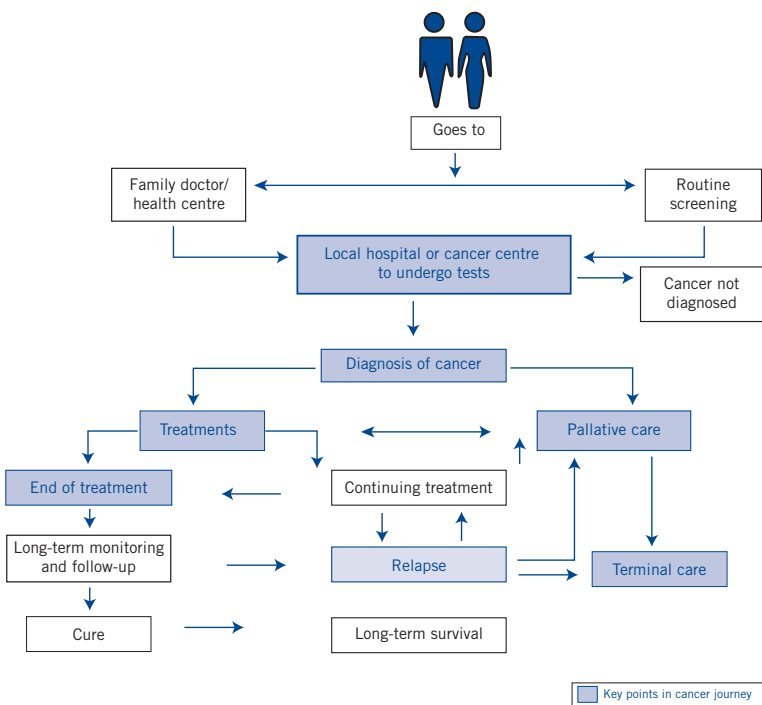 Goes to
Family doctor/
health centre
Routine
screening
Local hospital or cancer centre
to undergo tests
Cancer not
diagnosed
Diagnosis of cancer
Treatments
Pallative care
End of treatment
Continuing treatment
Long-term monitoring
and follow-up
Relapse
Terminal care
Cure
Long-term survival
Key points in cancer journey